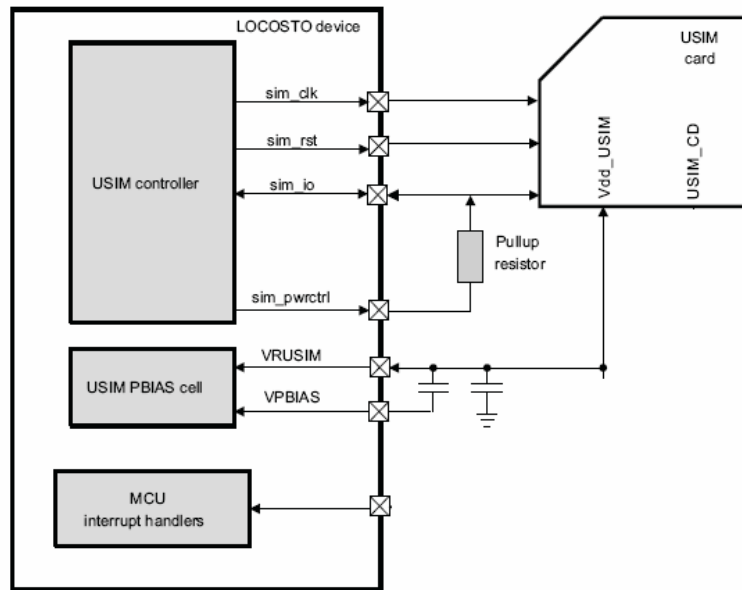 LOCOSTO device
USIM
card
sim_clk
sim_rst
USIM controller
sim_io
Vdd_USIM
USIM_CD
Pullup
resistor
sim_pwrctrl
VRUSIM
USIM PBIAS cell
VPBIAS
MCU
interrupt handlers